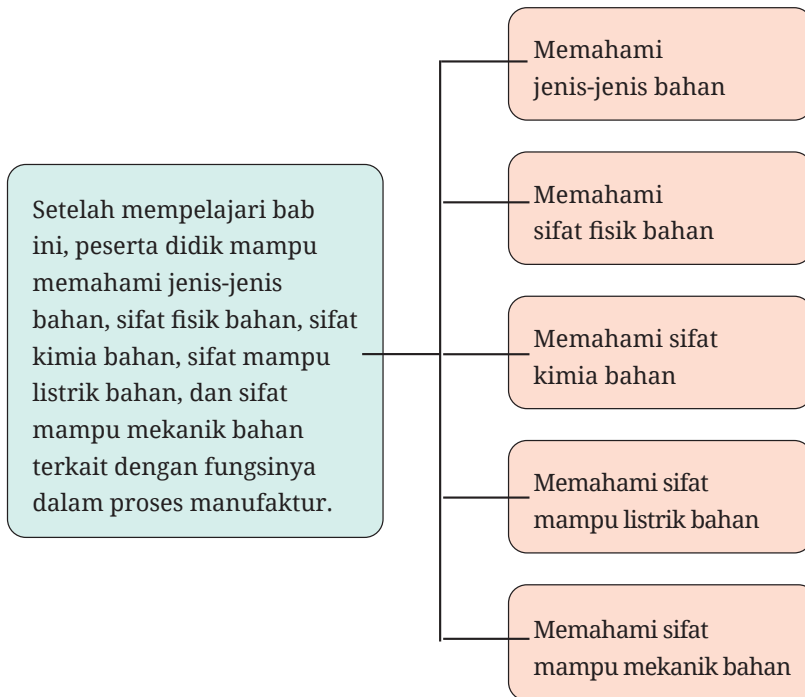 Setelah mempelajari bab
ini, peserta didik mampu
memahami jenis-jenis
bahan, sifat fisik bahan, sifat
kimia bahan, sifat mampu
listrik bahan, dan sifat
mampu mekanik bahan
terkait dengan fungsinya
dalam proses manufaktur.
Memahami
jenis-jenis bahan
Memahami
sifat fisik bahan
Memahami sifat
kimia bahan
Memahami sifat
mampu listrik bahan
Memahami sifat
mampu mekanik bahan